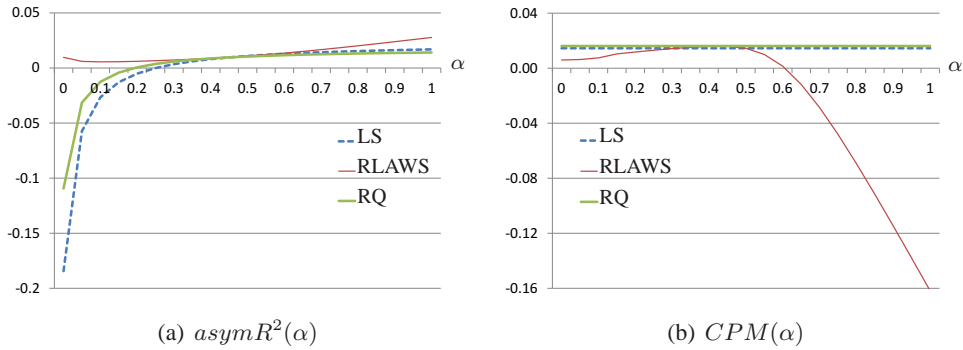 0.05
0
-0.05
-0.1
-0.15
-0.2
0 0.1 0.2 0.3 0.4 0.5 0.6 0.7 0.8 0.9 1
α
LS
RLAWS
RQ
(a) asymR²(α)
0.04
0.00
-0.04
-0.08
-0.12
-0.16
0 0.1 0.2 0.3 0.4 0.5 0.6 0.7 0.8 0.9 1
α
LS
RLAWS
RQ
(b) CPM(α)